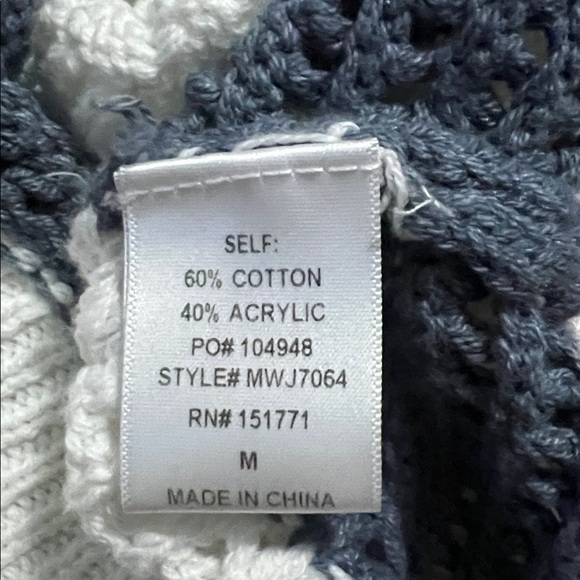 SELF:
60% COTTON
40% ACRYLIC
PO# 104948
STYLE# MWJ7064
RN# 151771
M
MADE IN CHINA